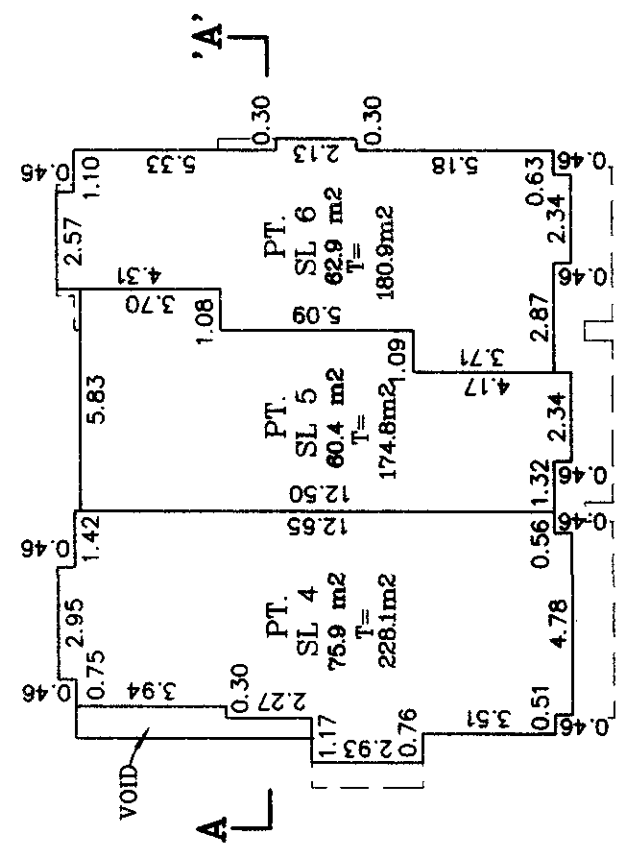 'A'
0.30
0.30
0.46
1.10
5.33
2.13
5.18
0.63
0.46
2.57
4.31
3.70
PT.
SL 6
62.9 m2
T=
180.9m2
2.34
0.46
1.08
5.09
1.09
3.71
2.87
4.17
5.83
PT.
SL 5
60.4 m2
T=
174.8m2
2.34
12.50
1.32
0.46
12.65
0.46
1.42
0.56
0.46
2.95
PT.
SL 4
75.9 m2
T=
228.1m2
4.78
0.46
0.75
3.94
0.30
2.27
1.17
2.93
0.76
3.51
0.51
0.46
VOID
A